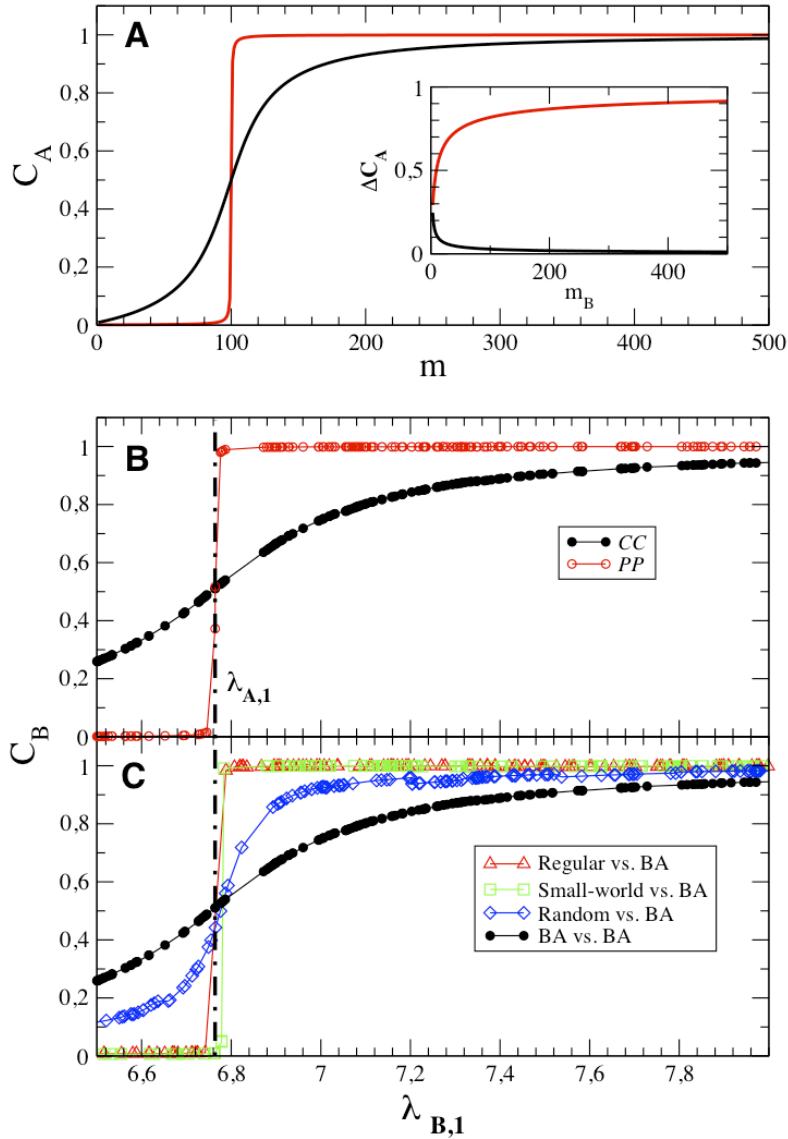 A
C_A
1
0,8
0,6
0,4
0,2
0
0
100
200
300
400
500
m
1
0,5
0
ΔC_A
0
200
400
m_B
B
1
0,8
0,6
0,4
0,2
0
CC
PP
λ_A,1
C_B
C
1
0,8
0,6
0,4
0,2
0
Regular vs. BA
Small-world vs. BA
Random vs. BA
BA vs. BA
6,6
6,8
7
7,2
7,4
7,6
7,8
λ_B,1